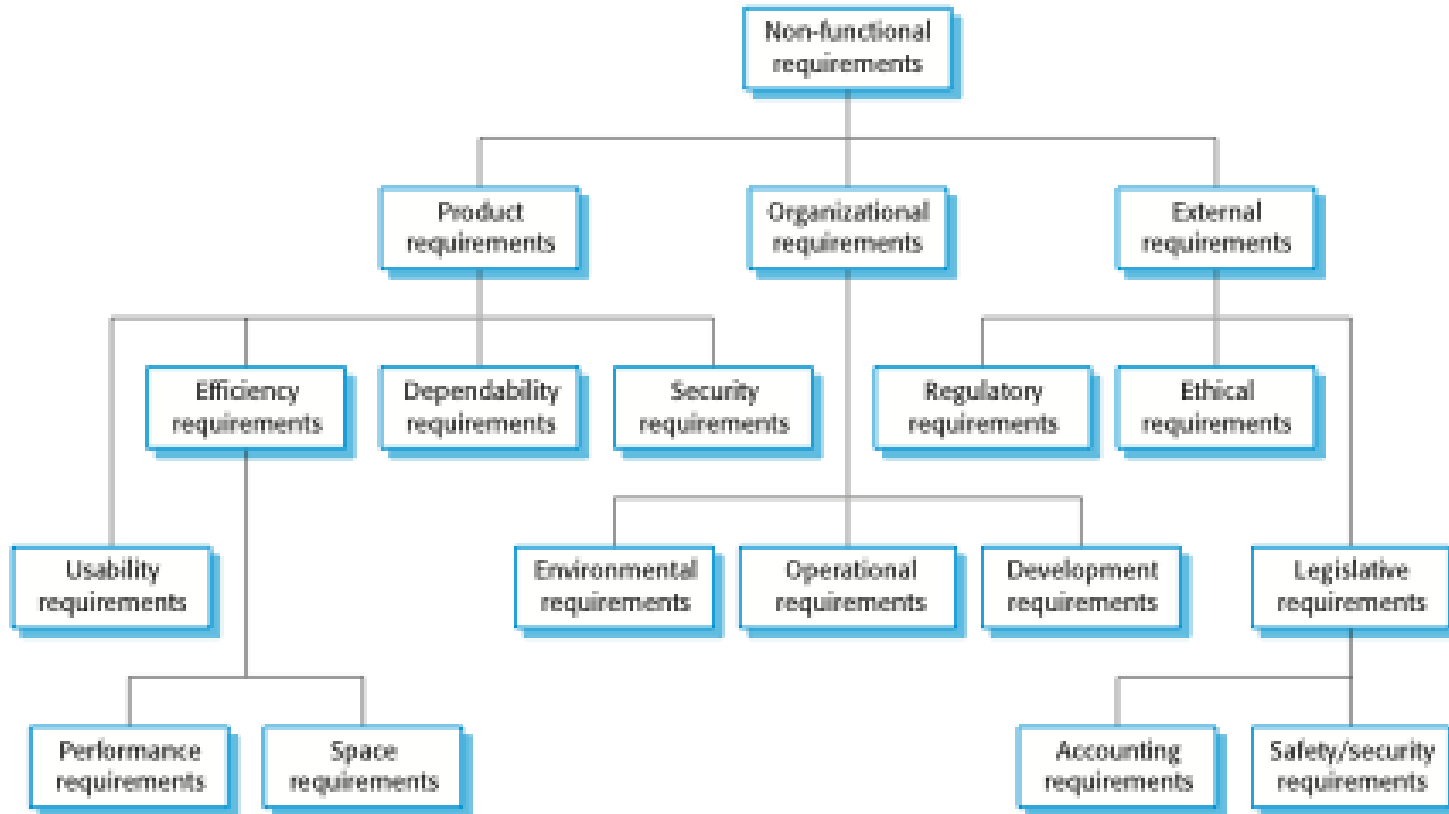 Non-functional
requirements
Product
requirements
Organizational
requirements
External
requirements
Efficiency
requirements
Dependability
requirements
Security
requirements
Regulatory
requirements
Ethical
requirements
Usability
requirements
Environmental
requirements
Operational
requirements
Development
requirements
Legislative
requirements
Performance
requirements
Space
requirements
Accounting
requirements
Safety/security
requirements